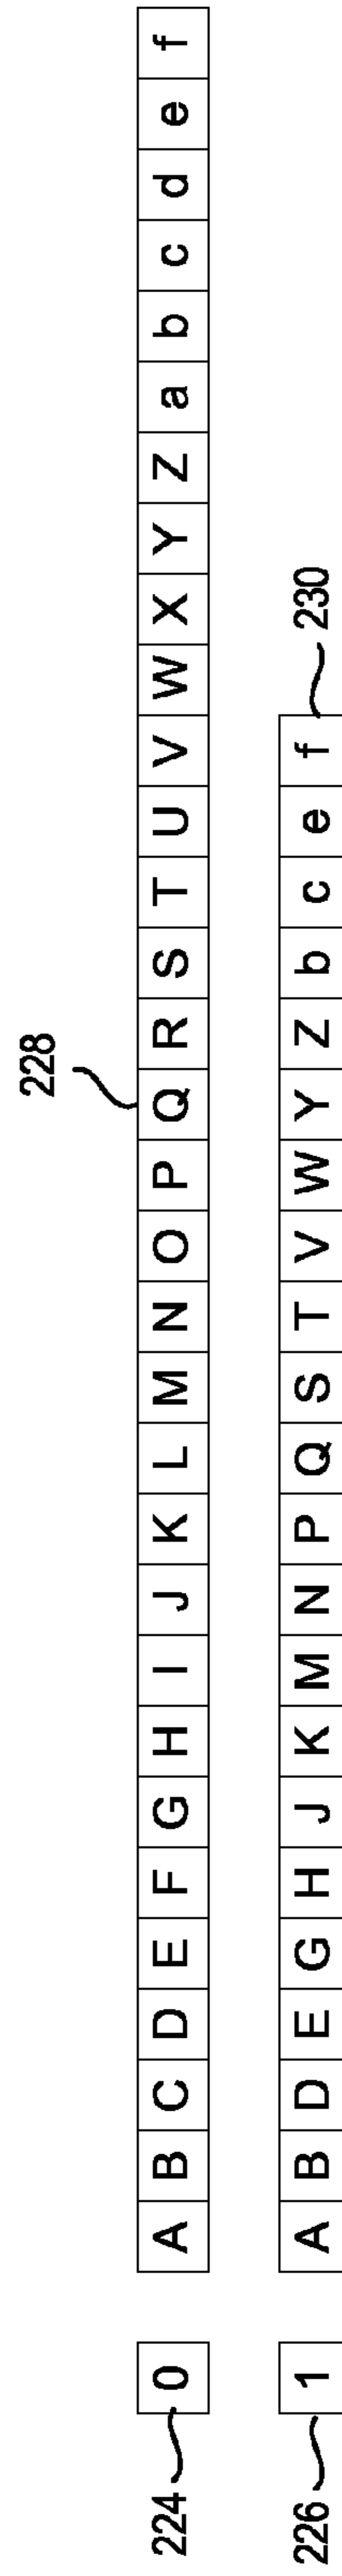 228
224 0 A B C D E F G H I J K L M N O P Q R S T U V W X Y Z a b c d e f
226 1 A B D E G H J K M N P Q S T V W Y Z b c e f 230